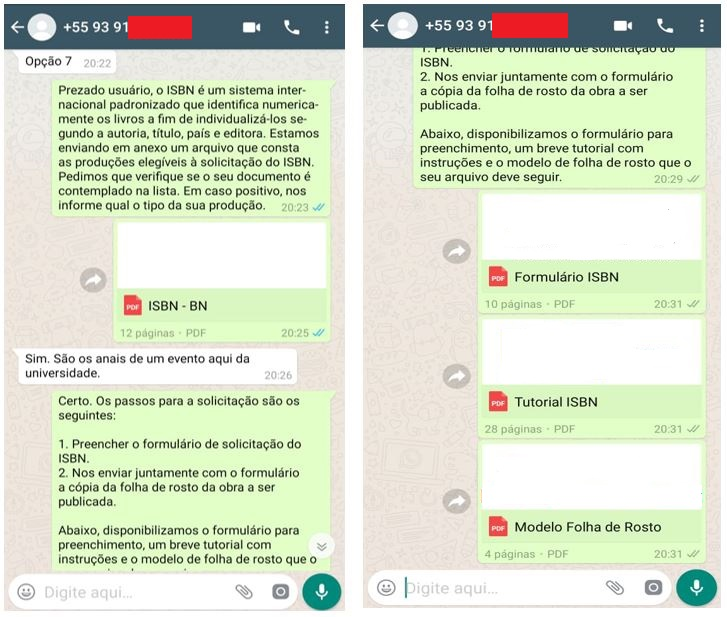 +55 93 91
Opção 7 20:22
Prezado usuário, o ISBN é um sistema inter-
nacional padronizado que identifica numerica-
mente os livros a fim de individualizá-los se-
gundo a autoria, título, país e editora. Estamos
enviando em anexo um arquivo que consta
as produções elegíveis à solicitação do ISBN.
Pedimos que verifique se o seu documento é
contemplado na lista. Em caso positivo, nos
informe qual o tipo da sua produção. 20:23
PDF ISBN - BN
12 páginas · PDF 20:25
Sim. São os anais de um evento aqui da
universidade. 20:26
Certo. Os passos para a solicitação são os
seguintes:
1. Preencher o formulário de solicitação do
ISBN.
2. Nos enviar juntamente com o formulário
a cópia da folha de rosto da obra a ser
publicada.
Abaixo, disponibilizamos o formulário para
preenchimento, um breve tutorial com
instruções e o modelo de folha de rosto que o
Digite aqui...
+55 93 91
1. Preencher o formulário de solicitação do
ISBN.
2. Nos enviar juntamente com o formulário
a cópia da folha de rosto da obra a ser
publicada.
Abaixo, disponibilizamos o formulário para
preenchimento, um breve tutorial com
instruções e o modelo de folha de rosto que o
seu arquivo deve seguir. 20:29
PDF Formulário ISBN
10 páginas · PDF 20:31
PDF Tutorial ISBN
28 páginas · PDF 20:31
PDF Modelo Folha de Rosto
4 páginas · PDF 20:31
Digite aqui...